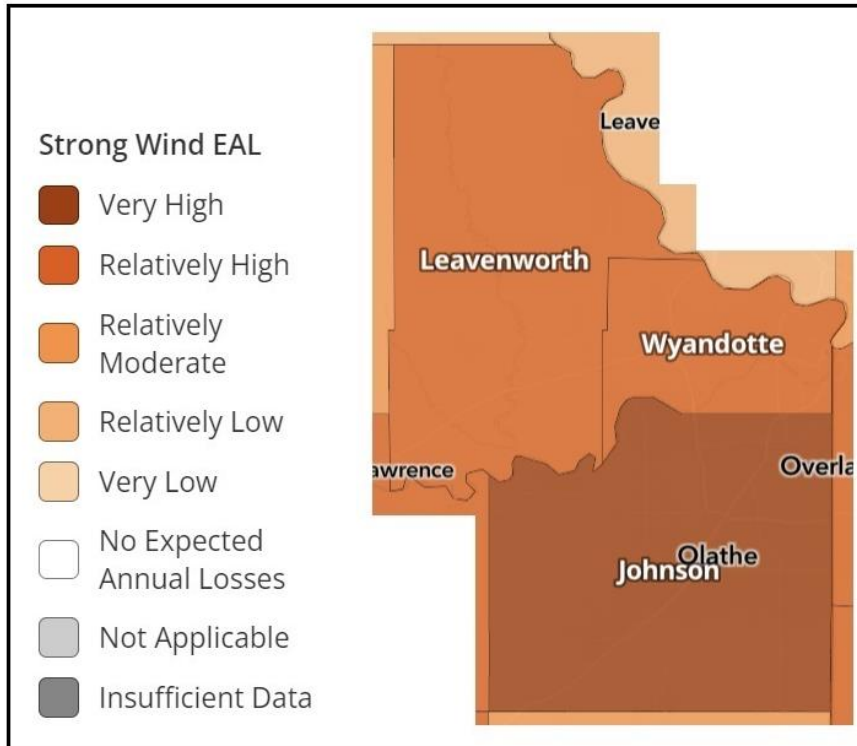 Strong Wind EAL
Very High
Relatively High
Relatively
Moderate
Relatively Low
Very Low
No Expected
Annual Losses
Not Applicable
Insufficient Data
Leave
Leavenworth
Wyandotte
awrence
Overla
Olathe
Johnson